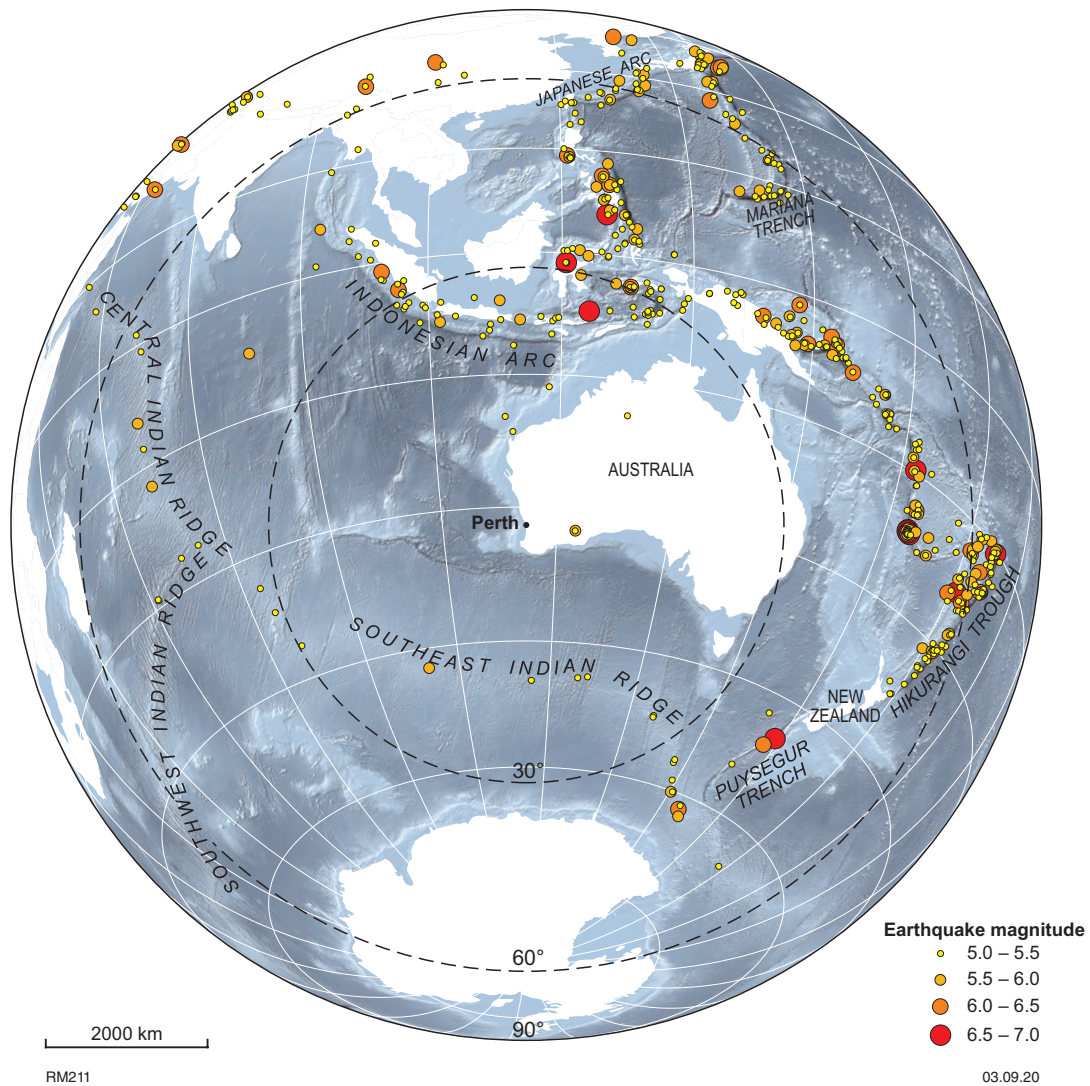 JAPANESE ARC
MARIANA
TRENCH
CENTRAL INDIAN RIDGE
INDONESIAN ARC
AUSTRALIA
Perth
SOUTHWEST INDIAN RIDGE
SOUTHEAST INDIAN RIDGE
HIKURANGI TROUGH
NEW
ZEALAND
PUYSEGUR
TRENCH
30°
60°
90°
Earthquake magnitude
5.0 – 5.5
5.5 – 6.0
6.0 – 6.5
6.5 – 7.0
2000 km
RM211
03.09.20